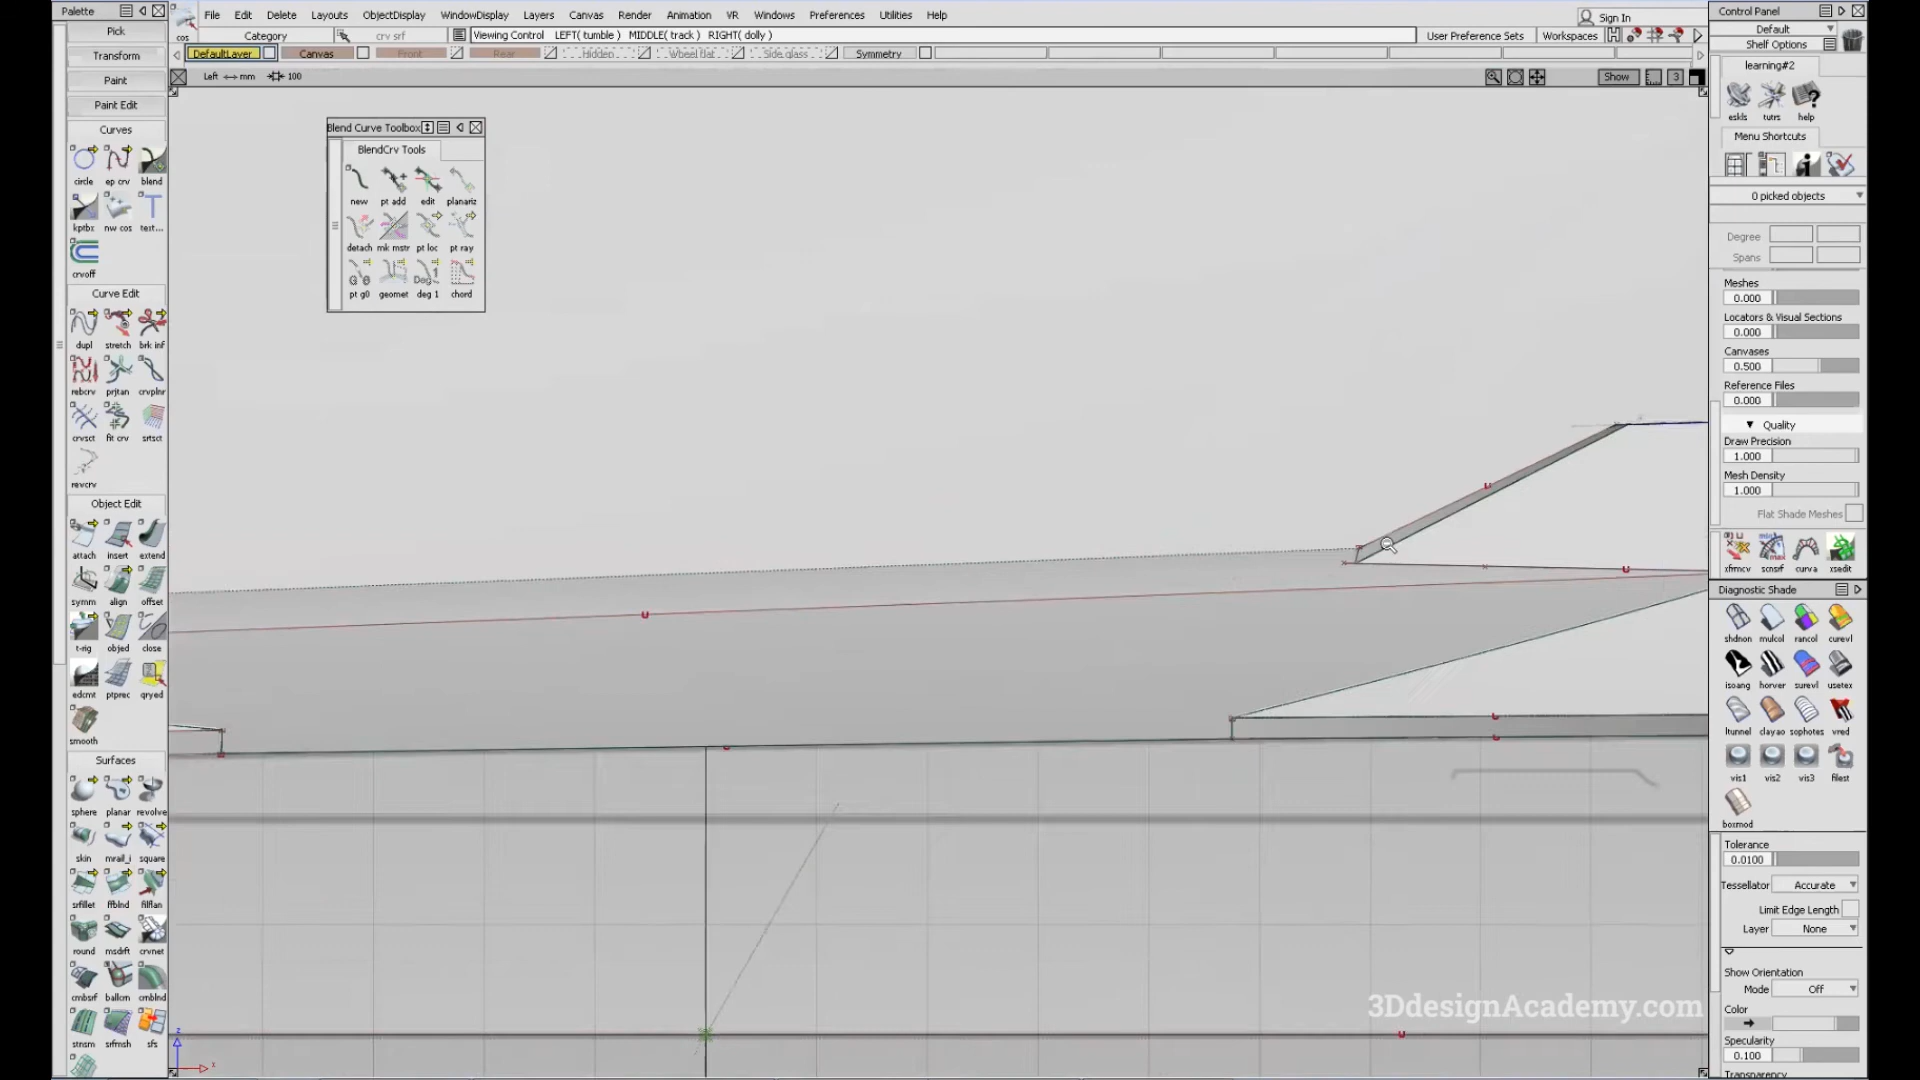 Palette
File Edit Delete Layouts ObjectDisplay WindowDisplay Layers Canvas Render Animation VR Windows Preferences Utilities Help
Sign In
Control Panel
cos
Category
crv srf
Viewing Control LEFT( tumble ) MIDDLE( track ) RIGHT( dolly )
User Preference Sets
Workspaces
DefaultLayer Canvas Front Rear Hidden Wheel flat Side glass Symmetry
Left <-> mm 100
Show
3
Pick
Transform
Paint
Paint Edit
Curves
circle ep crv blend
kptbx nw cos text...
crvoff
Curve Edit
dupl stretch brk inf
rebcrv prjtan crvplnr
crvsct fit crv srtsct
revcrv
Object Edit
attach insert extend
symm align offset
t-rig objed close
edcmt ptprec qryed
smooth
Surfaces
sphere planar revolve
skin mrail_i square
srfillet ffblnd filflan
round msdrft crvnet
cmbsrf ballcrn cmblnd
stnsm srfmsh sfs
Blend Curve Toolbox
BlendCrv Tools
new pt add edit planariz
detach mk mstr pt loc pt ray
pt g0 geomet deg 1 chord
z
x
3DdesignAcademy.com
Default
Shelf Options
learning#2
eskls tutrs help
Menu Shortcuts
0 picked objects
Degree
Spans
Meshes
0.000
Locators & Visual Sections
0.000
Canvases
0.500
Reference Files
0.000
Quality
Draw Precision
1.000
Mesh Density
1.000
Flat Shade Meshes
xfrmcv scnsrf curva xsedit
Diagnostic Shade
shdnon mulcol rancol curevl
isoang horver surevl usetex
ltunnel clayao sophotes vred
vis1 vis2 vis3 filest
boxmod
Tolerance
0.0100
Tessellator Accurate
Limit Edge Length
Layer None
Show Orientation
Mode Off
Color
Specularity
0.100
Transparency